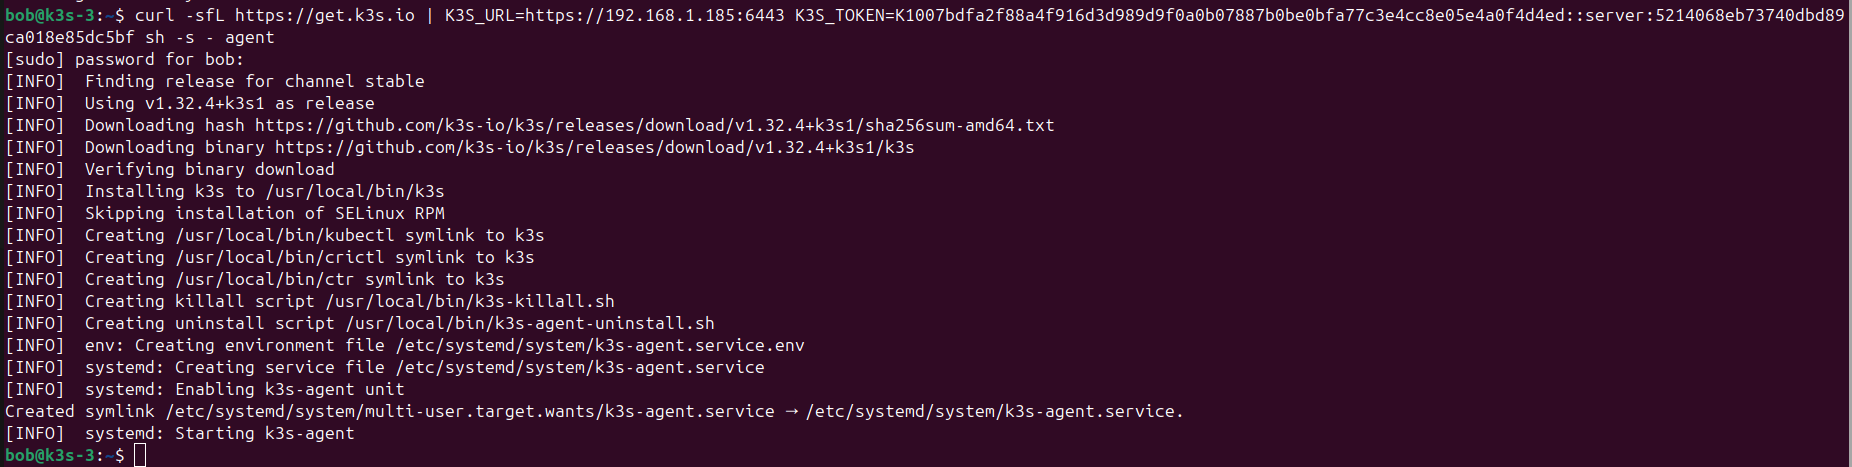 bob@k3s-3:~$ curl -sfL https://get.k3s.io | K3S_URL=https://192.168.1.185:6443 K3S_TOKEN=K1007bdfa2f88a4f916d3d989d9f0a0b07887b0be0bfa77c3e4cc8e05e4a0f4d4ed::server:5214068eb73740dbd89
ca018e85dc5bf sh -s - agent
[sudo] password for bob:
[INFO]  Finding release for channel stable
[INFO]  Using v1.32.4+k3s1 as release
[INFO]  Downloading hash https://github.com/k3s-io/k3s/releases/download/v1.32.4+k3s1/sha256sum-amd64.txt
[INFO]  Downloading binary https://github.com/k3s-io/k3s/releases/download/v1.32.4+k3s1/k3s
[INFO]  Verifying binary download
[INFO]  Installing k3s to /usr/local/bin/k3s
[INFO]  Skipping installation of SELinux RPM
[INFO]  Creating /usr/local/bin/kubectl symlink to k3s
[INFO]  Creating /usr/local/bin/crictl symlink to k3s
[INFO]  Creating /usr/local/bin/ctr symlink to k3s
[INFO]  Creating killall script /usr/local/bin/k3s-killall.sh
[INFO]  Creating uninstall script /usr/local/bin/k3s-agent-uninstall.sh
[INFO]  env: Creating environment file /etc/systemd/system/k3s-agent.service.env
[INFO]  systemd: Creating service file /etc/systemd/system/k3s-agent.service
[INFO]  systemd: Enabling k3s-agent unit
Created symlink /etc/systemd/system/multi-user.target.wants/k3s-agent.service → /etc/systemd/system/k3s-agent.service.
[INFO]  systemd: Starting k3s-agent
bob@k3s-3:~$